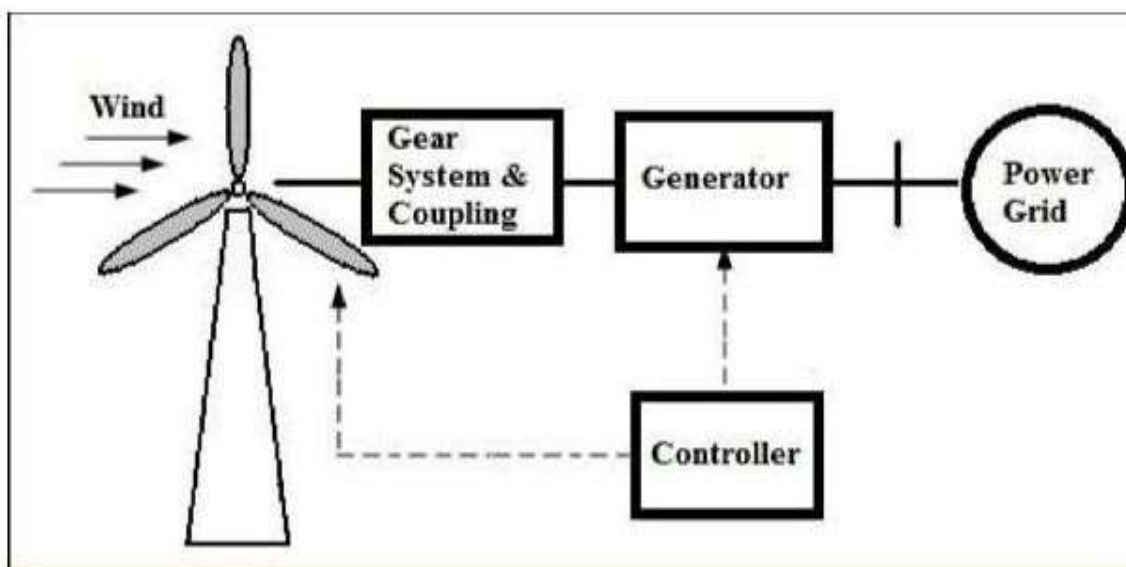 Wind
Gear
System &
Coupling
Generator
Power
Grid
Controller